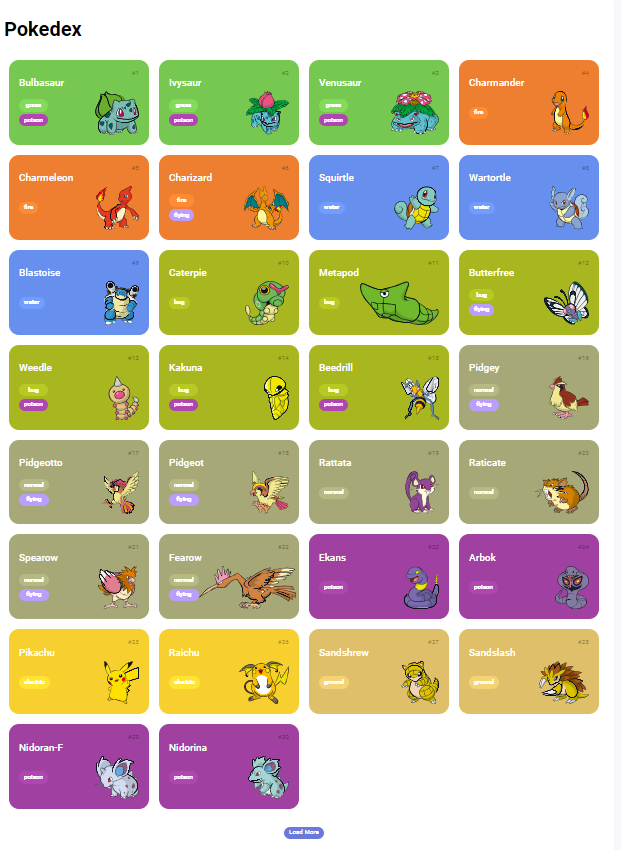 Pokedex
#1
Bulbasaur
grass
poison
#2
Ivysaur
grass
poison
#3
Venusaur
grass
poison
#4
Charmander
fire
#5
Charmeleon
fire
#6
Charizard
fire
flying
#7
Squirtle
water
#8
Wartortle
water
#9
Blastoise
water
#10
Caterpie
bug
#11
Metapod
bug
#12
Butterfree
bug
flying
#13
Weedle
bug
poison
#14
Kakuna
bug
poison
#15
Beedrill
bug
poison
#16
Pidgey
normal
flying
#17
Pidgeotto
normal
flying
#18
Pidgeot
normal
flying
#19
Rattata
normal
#20
Raticate
normal
#21
Spearow
normal
flying
#22
Fearow
normal
flying
#23
Ekans
poison
#24
Arbok
poison
#25
Pikachu
electric
#26
Raichu
electric
#27
Sandshrew
ground
#28
Sandslash
ground
#29
Nidoran-F
poison
#30
Nidorina
poison
Load More